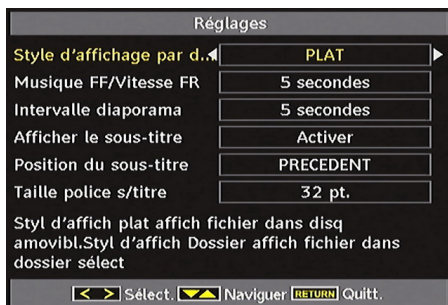 Réglages
Style d'affichage par d.. PLAT
Musique FF/Vitesse FR 5 secondes
Intervalle diaporama 5 secondes
Afficher le sous-titre Activer
Position du sous-titre PRECEDENT
Taille police s/titre 32 pt.
Styl d'affich plat affich fichier dans disq
amovibl.Styl d'affich Dossier affich fichier dans
dossier sélect
Sélect. Naviguer RETURN Quitt.